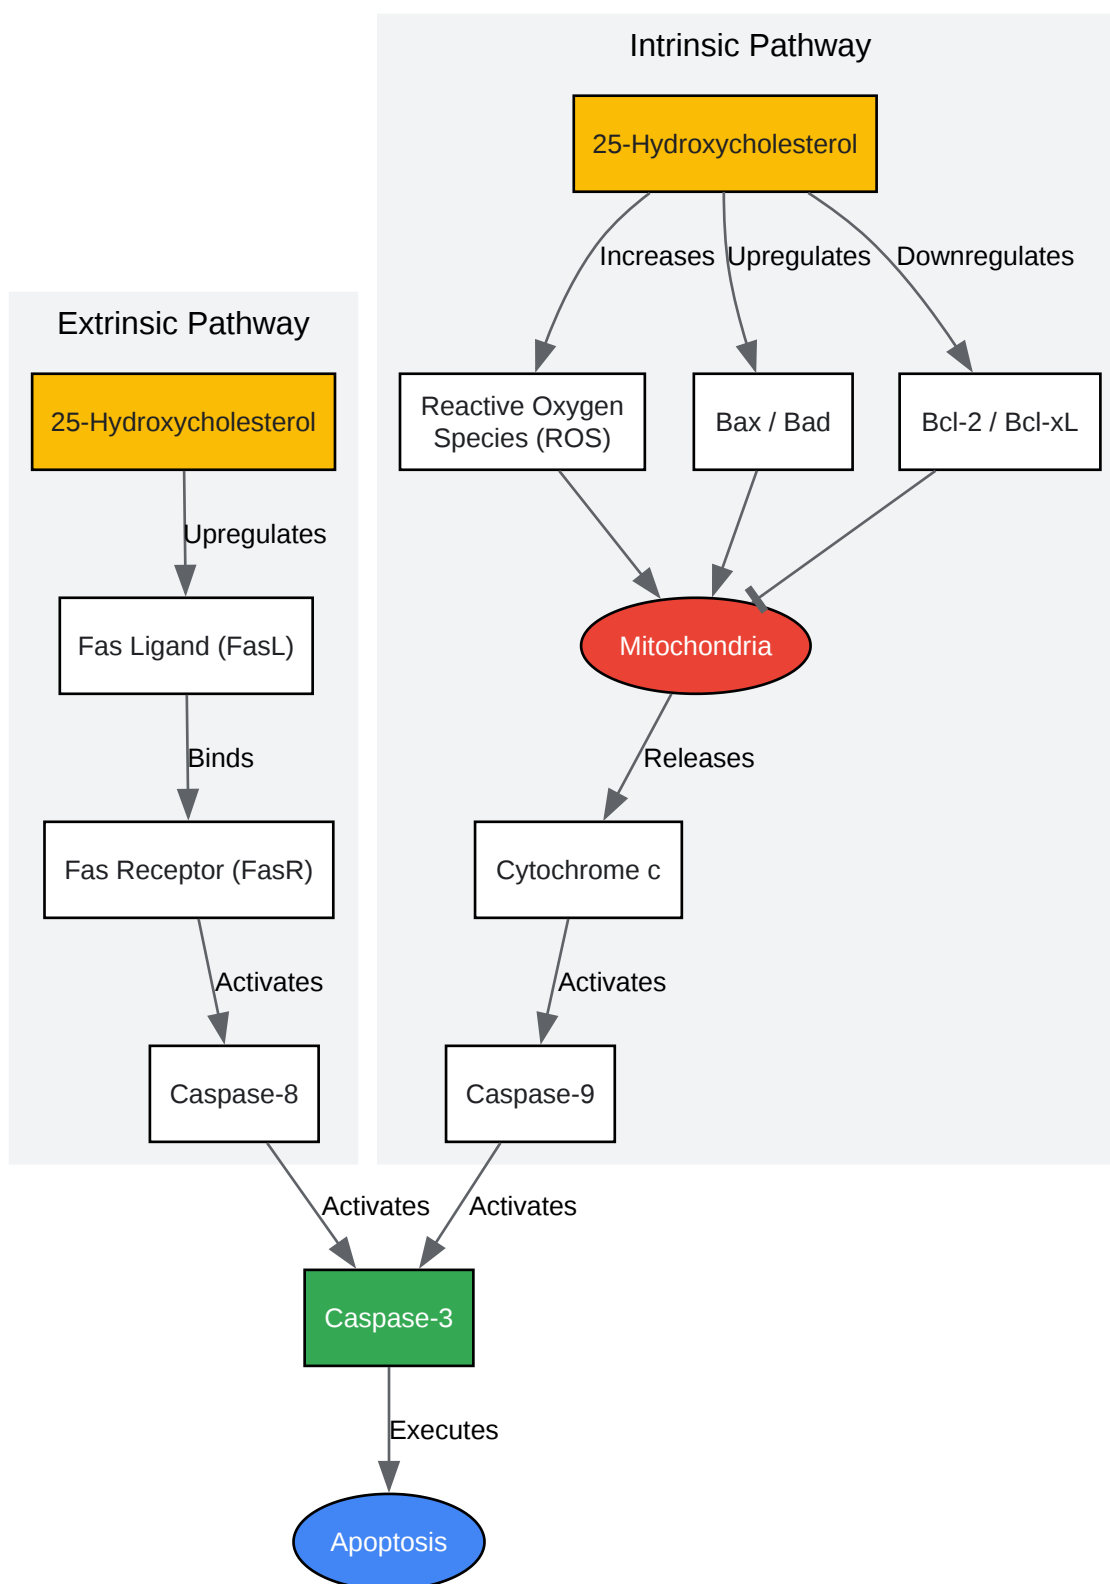 Intrinsic Pathway
25-Hydroxycholesterol
Increases
Upregulates
Downregulates
Extrinsic Pathway
25-Hydroxycholesterol
Reactive Oxygen
Species (ROS)
Bax / Bad
Bcl-2 / Bcl-xL
Upregulates
Fas Ligand (FasL)
Mitochondria
Binds
Releases
Fas Receptor (FasR)
Cytochrome c
Activates
Activates
Caspase-8
Caspase-9
Activates
Activates
Caspase-3
Executes
Apoptosis